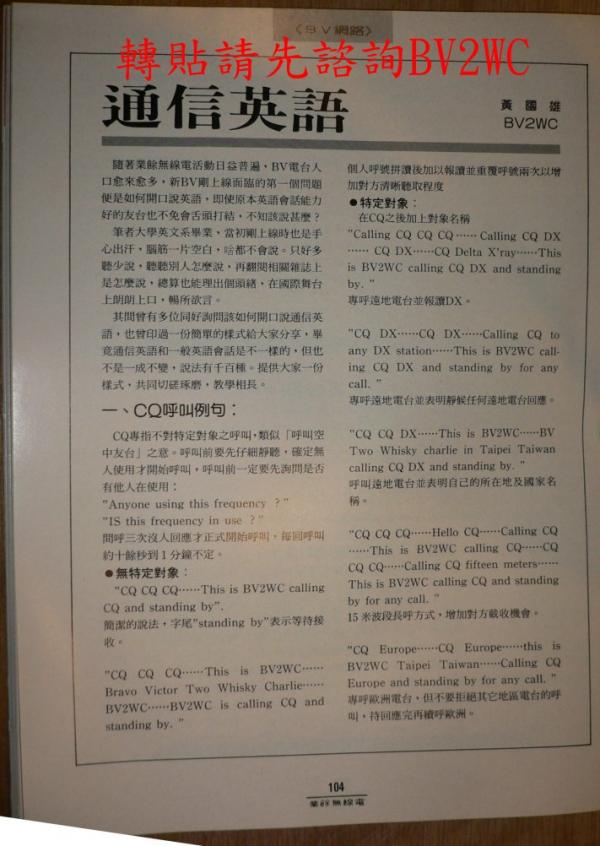 〈BV網路〉
轉貼請先諮詢BV2WC
通信英語
黃國雄
BV2WC
隨著業餘無線電活動日益普遍，BV電台人
口愈來愈多，新BV剛上線面臨的第一個問題
便是如何開口說英語，即使原本英語會話能力
好的友台也不免會舌頭打結，不知該說甚麼？
筆者大學英文系畢業，當初剛上線時也是手
心出汗，腦筋一片空白，啥都不會說。只好多
聽少說，聽聽別人怎麼說，再翻閱相關雜誌上
是怎麼說，總算也能理出個頭緒，在國際舞台
上朗朗上口，暢所欲言。
其間曾有多位同好詢問該如何開口說通信英
語，也曾印過一份簡單的樣式給大家分享，畢
竟通信英語和一般英語會話是不一樣的，但也
不是一成不變，說法有千百種。提供大家一份
樣式，共同切磋琢磨，教學相長。
一、CQ呼叫例句：
CQ專指不對特定對象之呼叫，類似「呼叫空
中友台」之意。呼叫前要先仔細靜聽，確定無
人使用才開始呼叫，呼叫前一定要先詢問是否
有他人在使用：
"Anyone using this frequency ？"
"IS this frequency in use ？"
間呼三次沒人回應才正式開始呼叫，每回呼叫
約十餘秒到1分鐘不定。
●無特定對象：
"CQ CQ CQ……This is BV2WC calling
CQ and standing by".
簡潔的說法，字尾"standing by"表示等待接
收。
"CQ CQ CQ……This is BV2WC……
Bravo Victor Two Whisky Charlie……
BV2WC……BV2WC is calling CQ and
standing by. "
個人呼號拼讀後加以報讀並重覆呼號兩次以增
加對方清晰聽取程度
●特定對象：
在CQ之後加上對象名稱
"Calling CQ CQ CQ …… Calling CQ DX
…… CQ DX……CQ Delta X'ray……This
is BV2WC calling CQ DX and standing
by. "
專呼遠地電台並報讀DX。
"CQ DX……CQ DX……Calling CQ to
any DX station……This is BV2WC call-
ing CQ DX and standing by for any
call. "
專呼遠地電台並表明靜候任何遠地電台回應。
"CQ CQ DX……This is BV2WC……BV
Two Whisky charlie in Taipei Taiwan
calling CQ DX and standing by. "
呼叫遠地電台並表明自己的所在地及國家名
稱。
"CQ CQ CQ……Hello CQ……Calling CQ
……This is BV2WC calling CQ……CQ
CQ CQ……Calling CQ fifteen meters……
This is BV2WC calling CQ and standing
by for any call. "
15米波段長呼方式，增加對方截收機會。
"CQ Europe……CQ Europe……this is
BV2WC Taipei Taiwan……Calling CQ
Europe and standing by for any call. "
專呼歐洲電台，但不要拒絕其它地區電台的呼
叫，待回應完再續呼歐洲。
104
業餘無線電